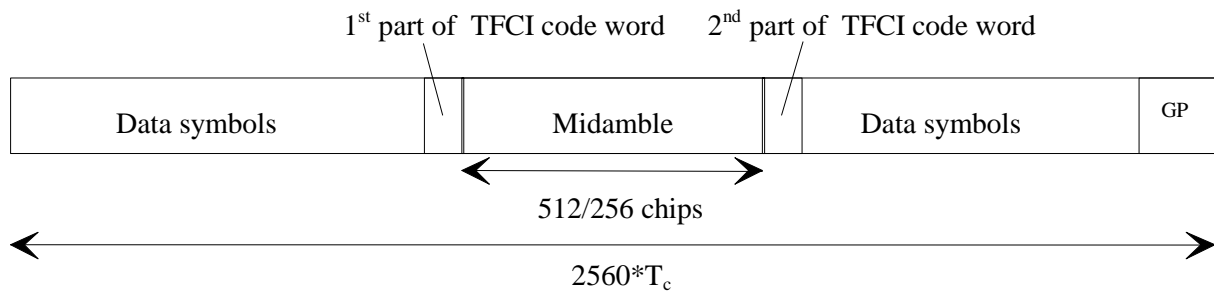 1st part of TFCI code word 2nd part of TFCI code word
Data symbols Midamble Data symbols GP
512/256 chips
2560*Tc